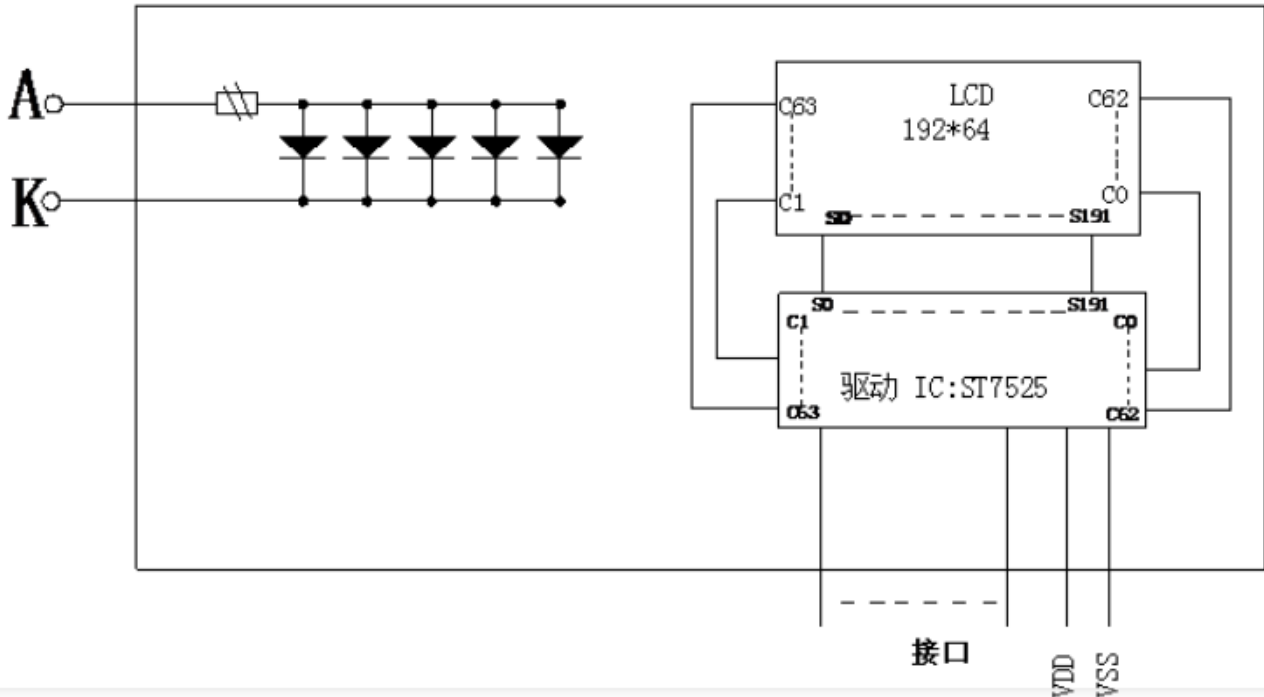 A
K
LCD
192*64
C63
C62
C1
C0
S0
S191
S0
S191
C1
C0
驱动 IC:ST7525
C63
C62
接口
VDD
VSS